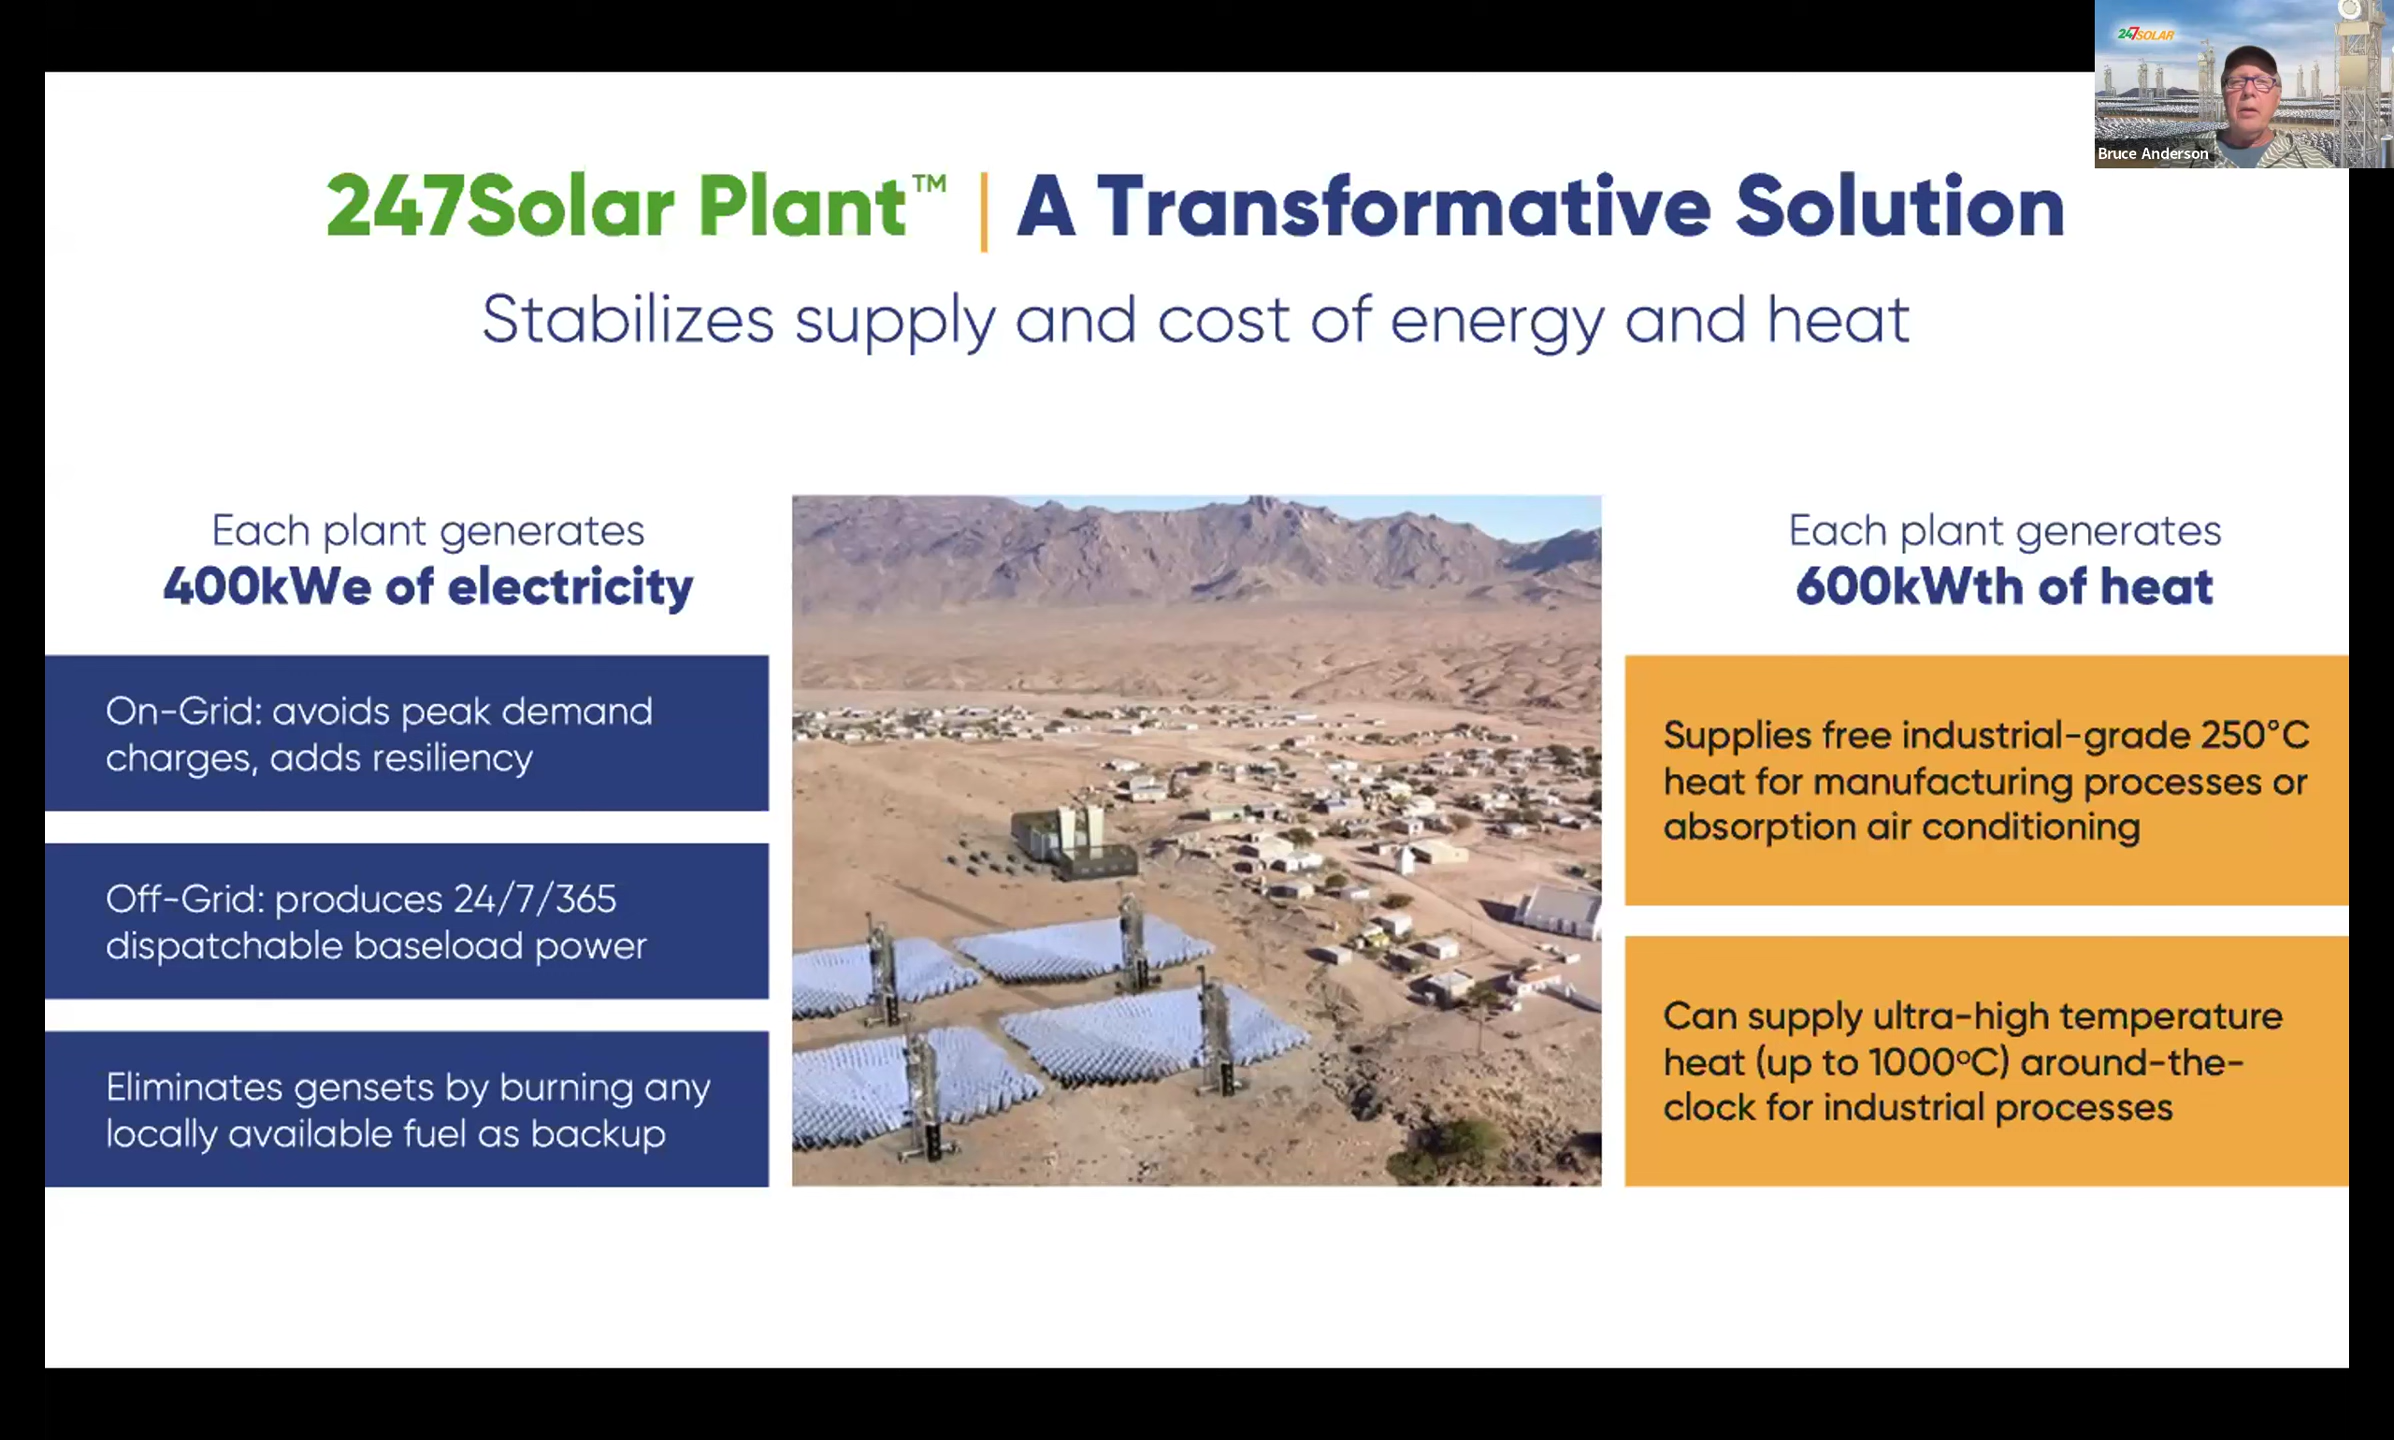 247SOLAR
Bruce Anderson
247Solar Plant™ | A Transformative Solution
Stabilizes supply and cost of energy and heat
Each plant generates
400kWe of electricity
On-Grid: avoids peak demand
charges, adds resiliency
Off-Grid: produces 24/7/365
dispatchable baseload power
Eliminates gensets by burning any
locally available fuel as backup
Each plant generates
600kWth of heat
Supplies free industrial-grade 250°C
heat for manufacturing processes or
absorption air conditioning
Can supply ultra-high temperature
heat (up to 1000ºC) around-the-
clock for industrial processes